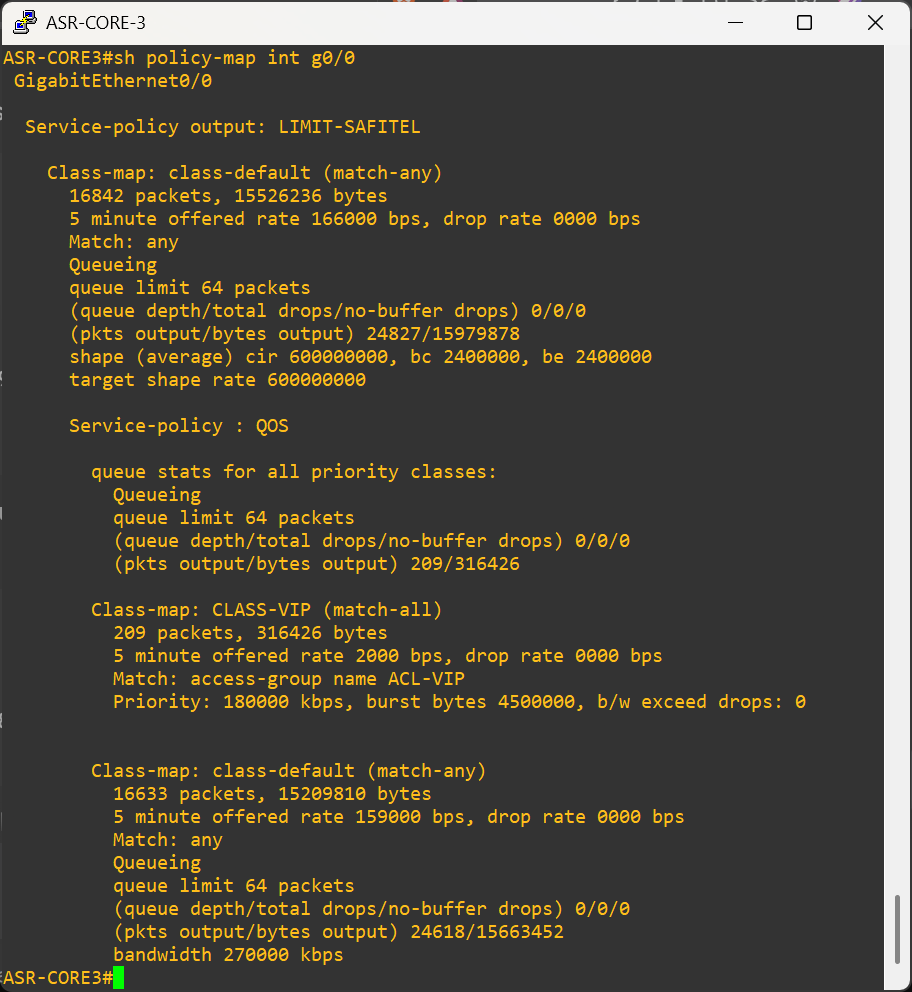 ASR-CORE-3
ASR-CORE3#sh policy-map int g0/0
GigabitEthernet0/0
Service-policy output: LIMIT-SAFITEL
Class-map: class-default (match-any)
16842 packets, 15526236 bytes
5 minute offered rate 166000 bps, drop rate 0000 bps
Match: any
Queueing
queue limit 64 packets
(queue depth/total drops/no-buffer drops) 0/0/0
(pkts output/bytes output) 24827/15979878
shape (average) cir 600000000, bc 2400000, be 2400000
target shape rate 600000000
Service-policy : QOS
queue stats for all priority classes:
Queueing
queue limit 64 packets
(queue depth/total drops/no-buffer drops) 0/0/0
(pkts output/bytes output) 209/316426
Class-map: CLASS-VIP (match-all)
209 packets, 316426 bytes
5 minute offered rate 2000 bps, drop rate 0000 bps
Match: access-group name ACL-VIP
Priority: 180000 kbps, burst bytes 4500000, b/w exceed drops: 0
Class-map: class-default (match-any)
16633 packets, 15209810 bytes
5 minute offered rate 159000 bps, drop rate 0000 bps
Match: any
Queueing
queue limit 64 packets
(queue depth/total drops/no-buffer drops) 0/0/0
(pkts output/bytes output) 24618/15663452
bandwidth 270000 kbps
ASR-CORE3#